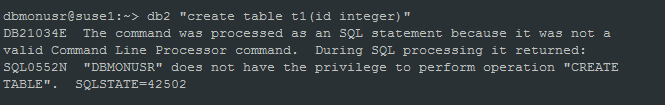 dbmonusr@suse1:~> db2 "create table t1(id integer)"
DB21034E  The command was processed as an SQL statement because it was not a
valid Command Line Processor command.  During SQL processing it returned:
SQL0552N  "DBMONUSR" does not have the privilege to perform operation "CREATE
TABLE".  SQLSTATE=42502